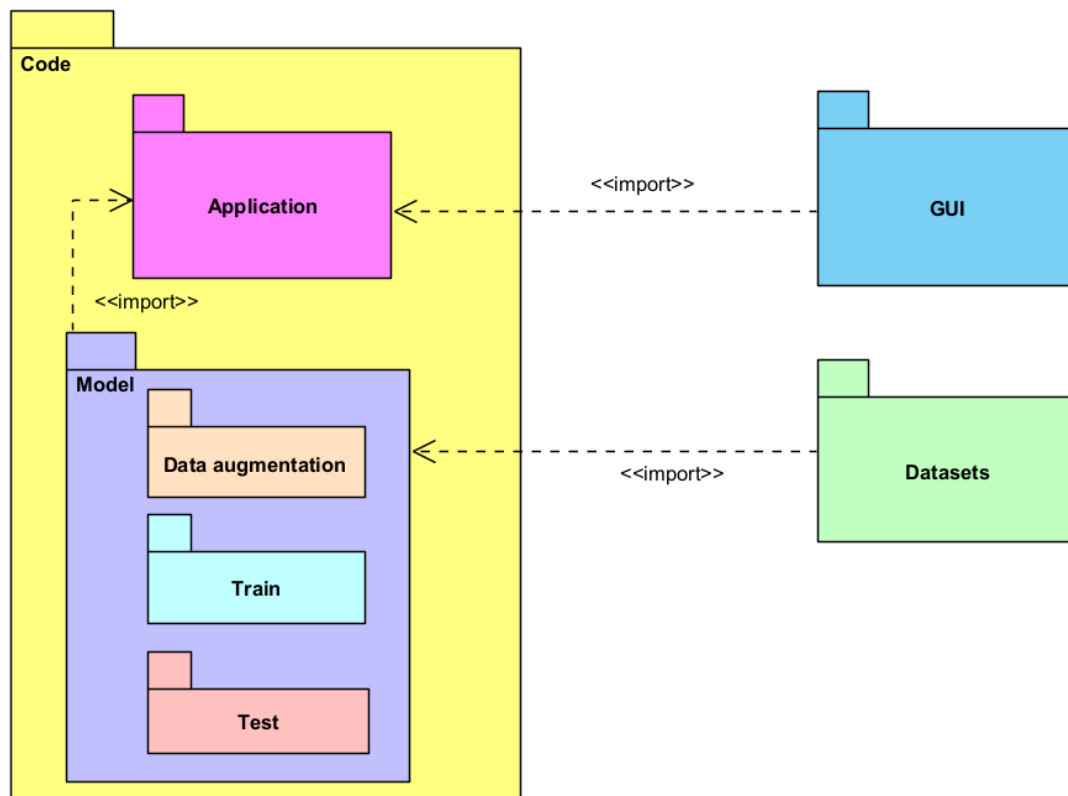 Code
Application
<<import>>
GUI
<<import>>
Model
Data augmentation
<<import>>
Datasets
Train
Test